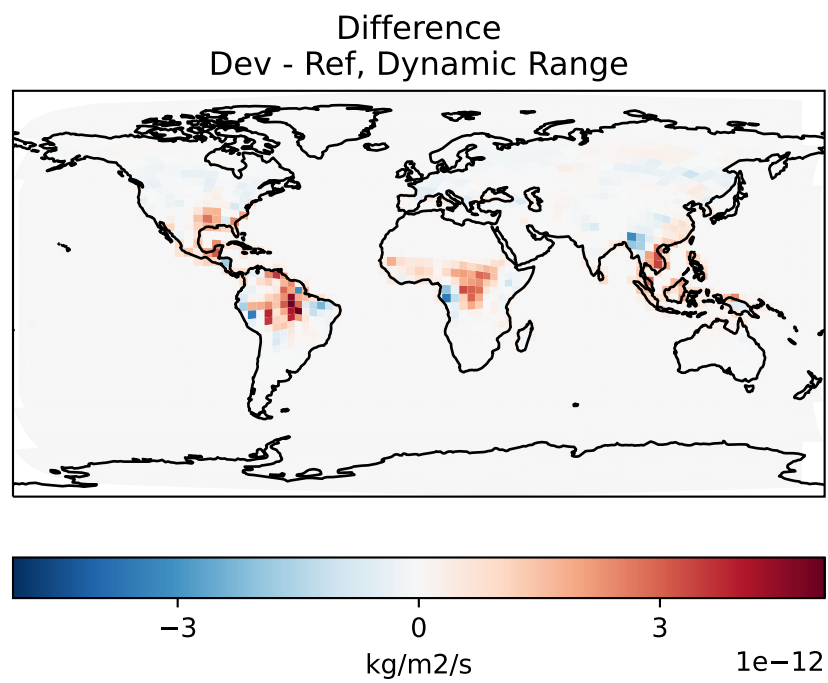 Difference
Dev - Ref, Dynamic Range
−3 0 3
kg/m2/s
1e−12